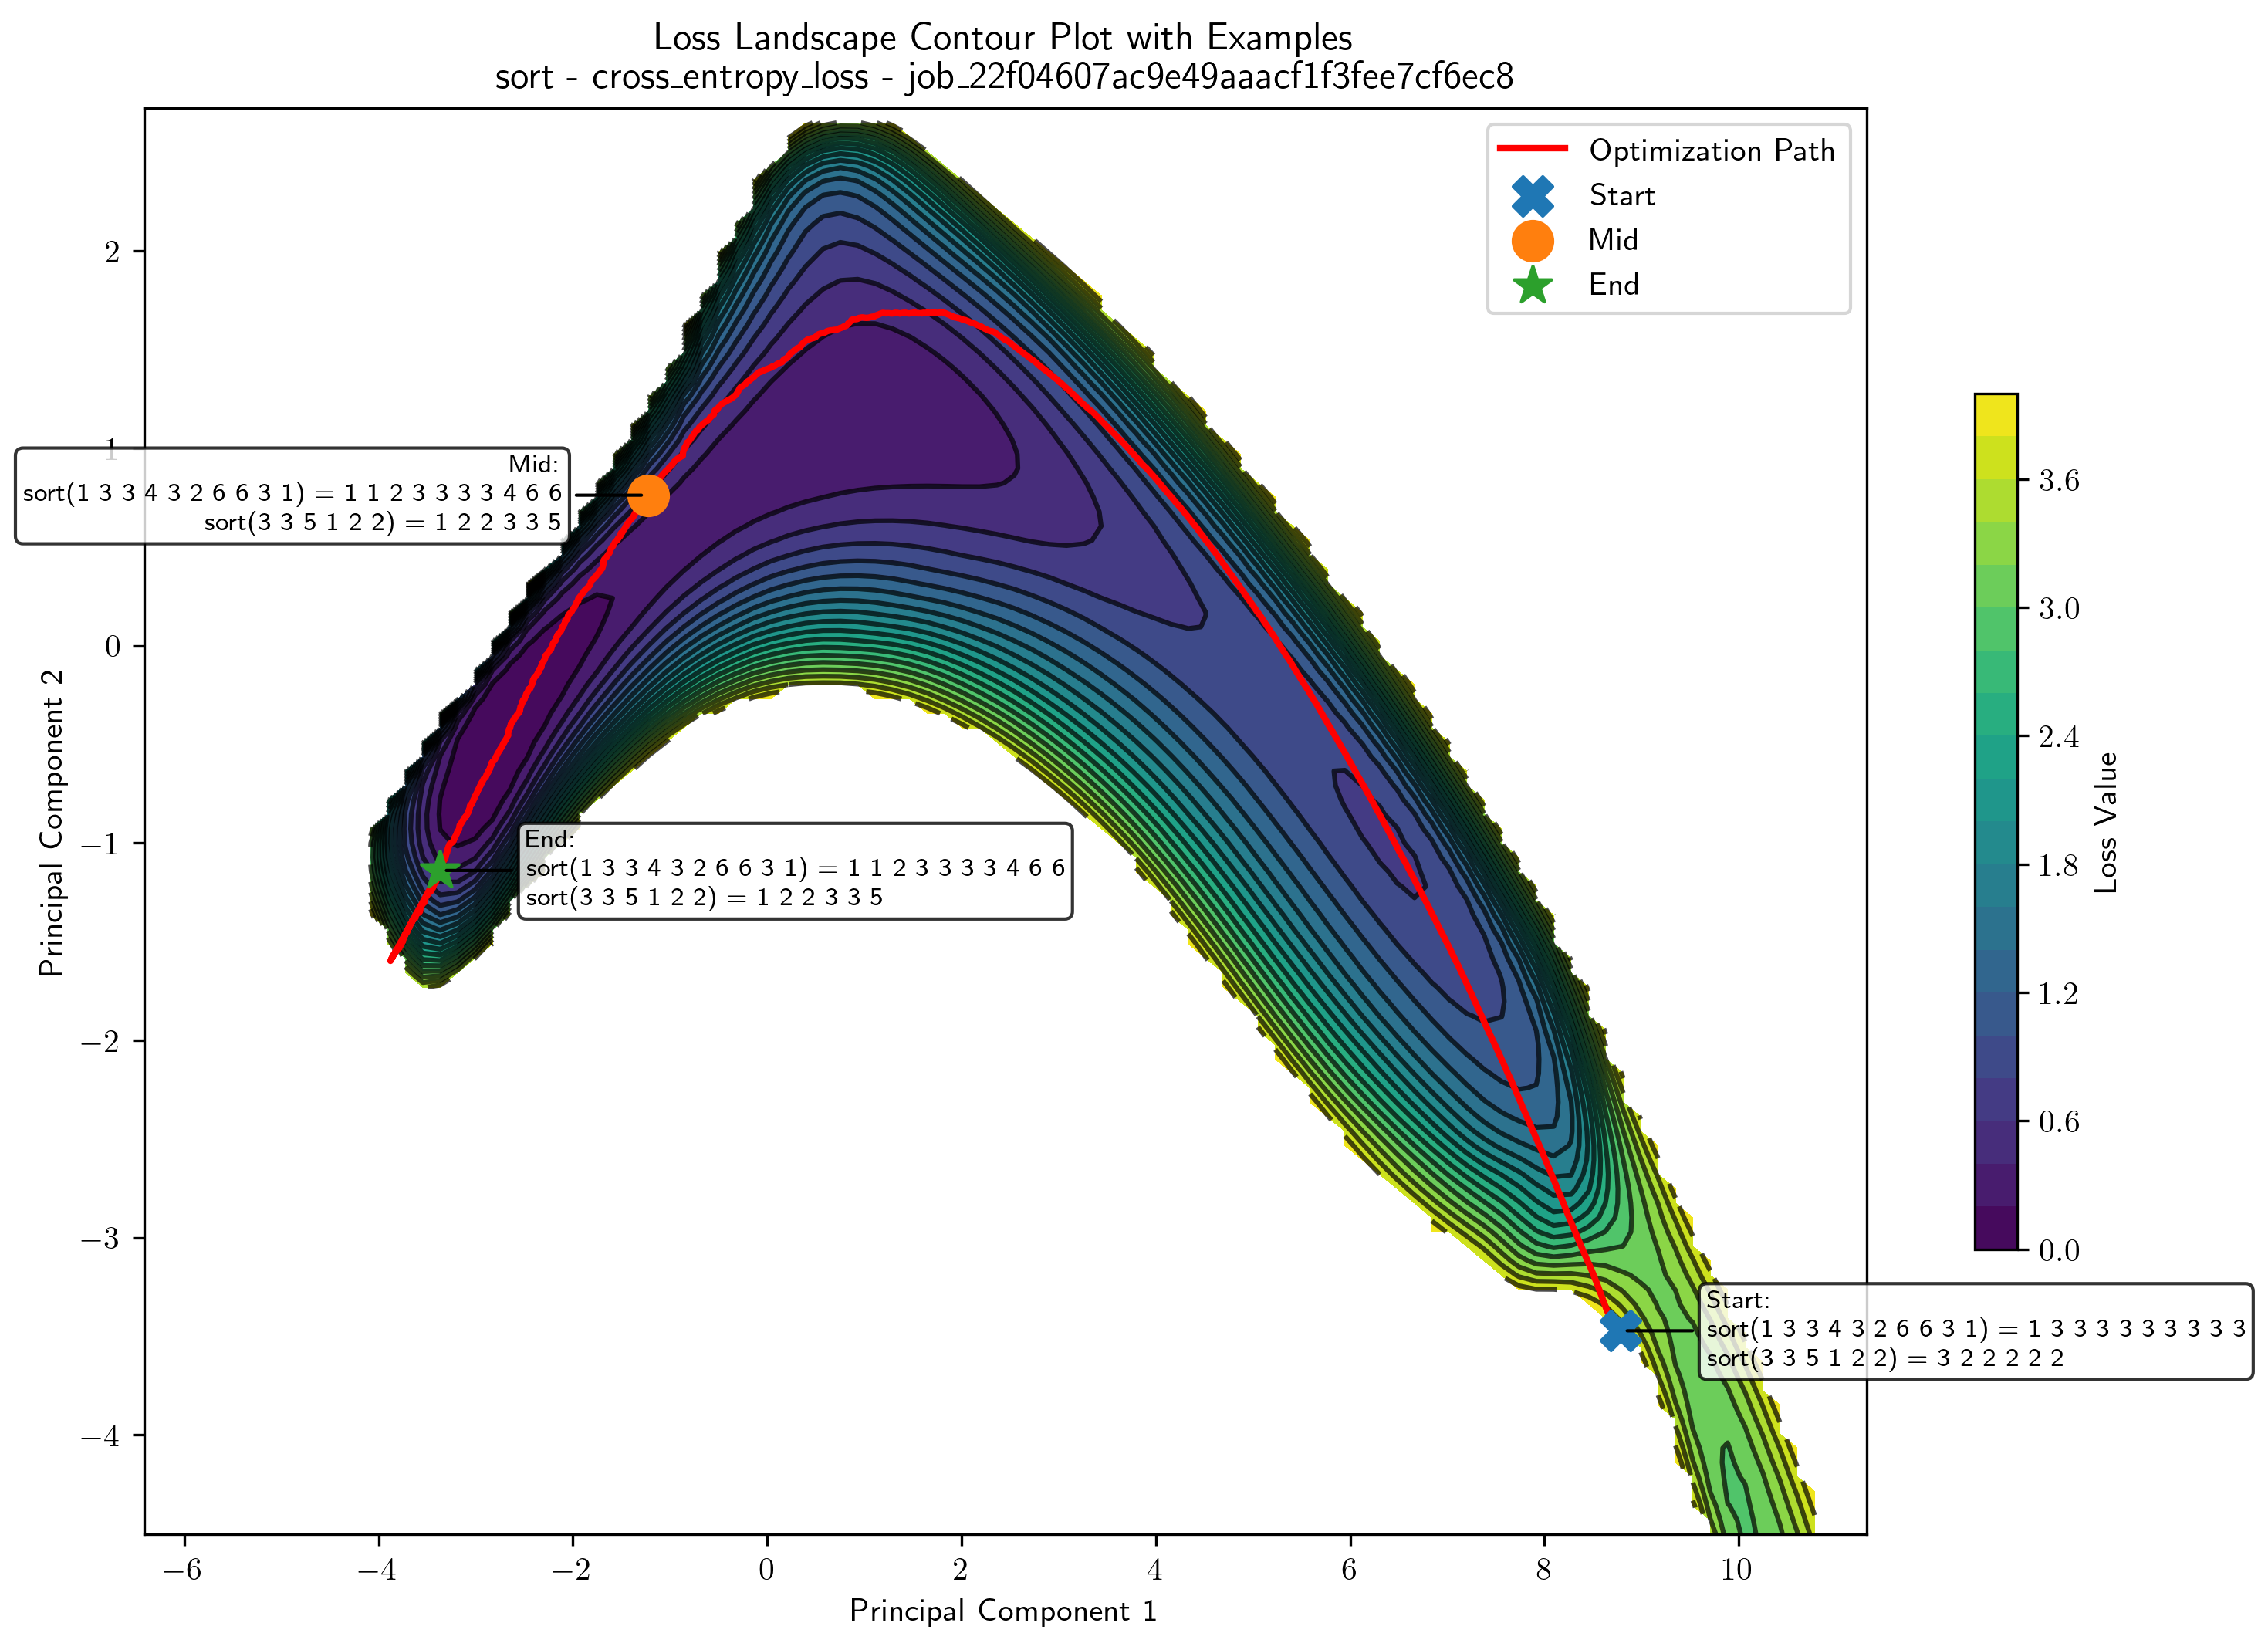 Loss Landscape Contour Plot with Examples
sort - cross_entropy_loss - job_22f04607ac9e49aaacf1f3fee7cf6ec8
Optimization Path
Start
Mid
End
2
1
0
−1
−2
−3
−4
Principal Component 2
Mid:
sort(1 3 3 4 3 2 6 6 3 1) = 1 1 2 3 3 3 3 4 6 6
sort(3 3 5 1 2 2) = 1 2 2 3 3 5
End:
sort(1 3 3 4 3 2 6 6 3 1) = 1 1 2 3 3 3 3 4 6 6
sort(3 3 5 1 2 2) = 1 2 2 3 3 5
Start:
sort(1 3 3 4 3 2 6 6 3 1) = 1 3 3 3 3 3 3 3 3 3
sort(3 3 5 1 2 2) = 3 2 2 2 2 2
3.6
3.0
2.4
1.8
1.2
0.6
0.0
Loss Value
−6
−4
−2
0
2
4
6
8
10
Principal Component 1